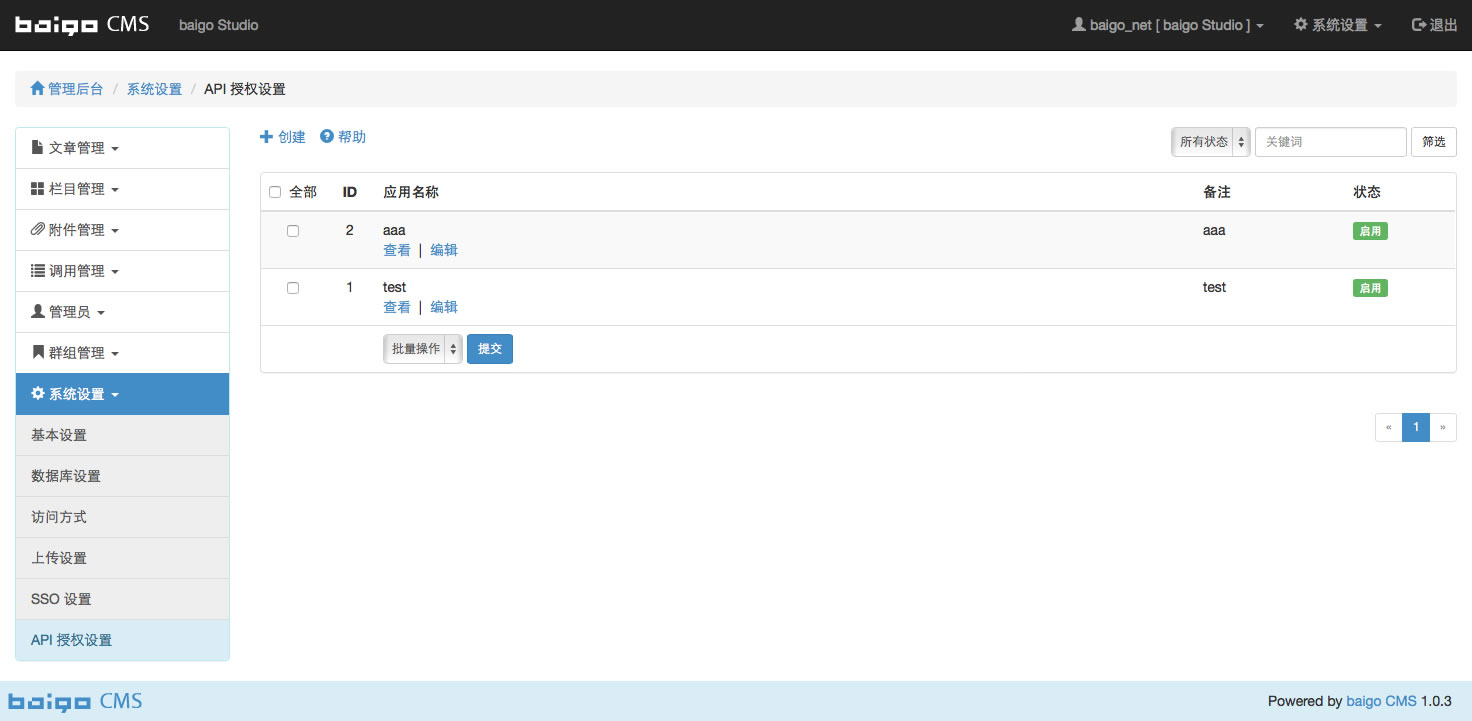 baigo CMS baigo Studio baigo_net [ baigo Studio ] 系统设置 退出
管理后台 / 系统设置 / API 授权设置
文章管理
栏目管理
附件管理
调用管理
管理员
群组管理
系统设置
基本设置
数据库设置
访问方式
上传设置
SSO 设置
API 授权设置
创建 帮助 所有状态 关键词 筛选
全部 ID 应用名称 备注 状态
2 aaa aaa 启用
查看 | 编辑
1 test test 启用
查看 | 编辑
批量操作 提交
« 1 »
baigo CMS Powered by baigo CMS 1.0.3